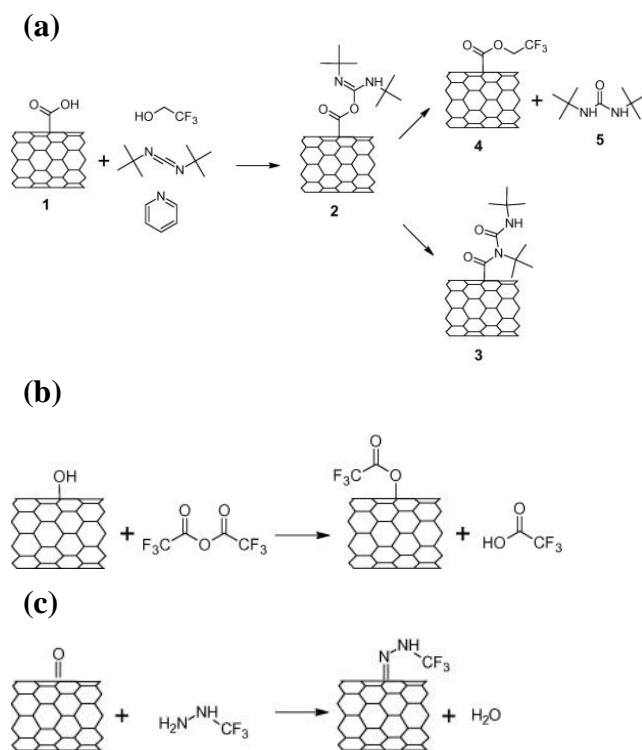 (a)
O
OH
1
+
HO
CF₃
N
N
N
N
NH
O
O
2
O
O
CF₃
4
+
O
NH
NH
5
NH
O
N
O
3
(b)
OH
+
O
O
F₃C
O
CF₃
O
F₃C
O
+
O
HO
CF₃
(c)
O
+
H₂N
NH
CF₃
N
NH
CF₃
+
H₂O